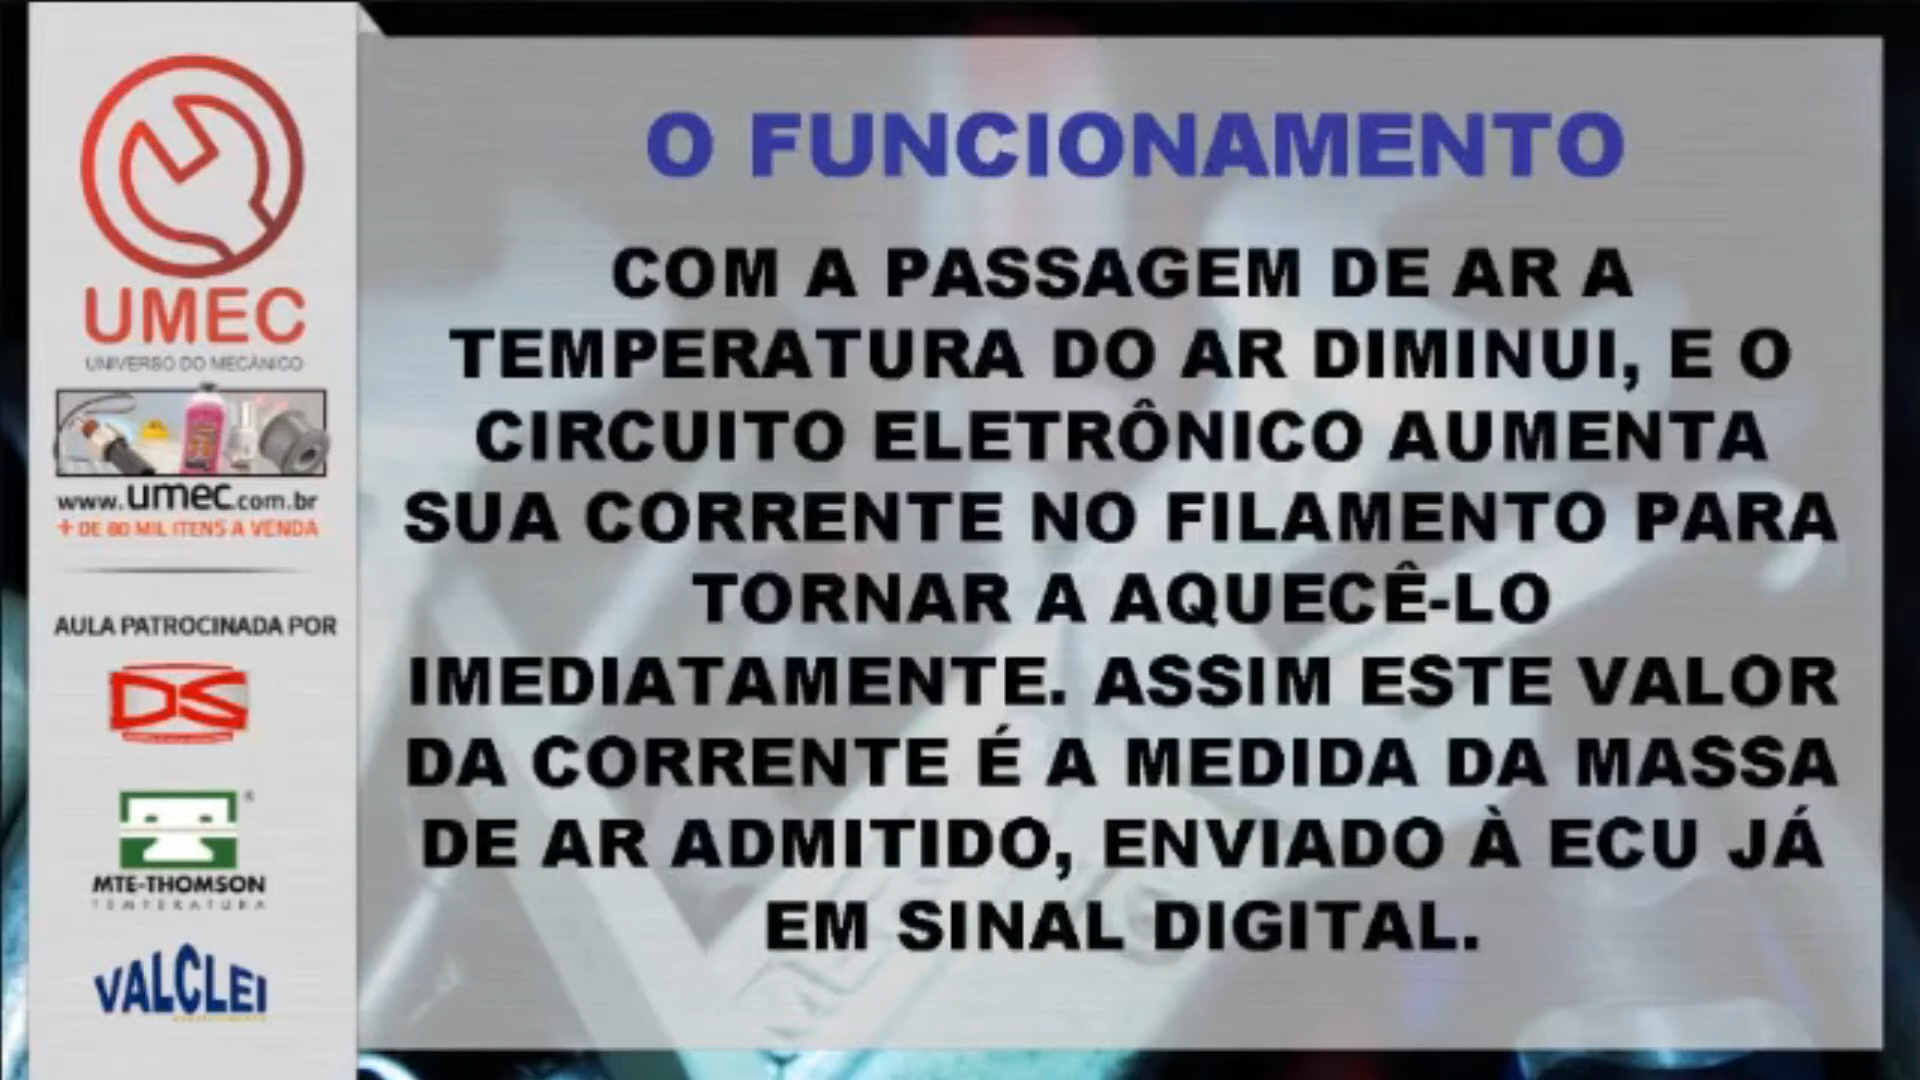 UMEC
UNIVERSO DO MECÂNICO
www.umec.com.br
+ DE 80 MIL ITENS A VENDA
AULA PATROCINADA POR
DS
MTE-THOMSON
TEMPERATURA
VALCLEI
O FUNCIONAMENTO
COM A PASSAGEM DE AR A
TEMPERATURA DO AR DIMINUI, E O
CIRCUITO ELETRÔNICO AUMENTA
SUA CORRENTE NO FILAMENTO PARA
TORNAR A AQUECÊ-LO
IMEDIATAMENTE. ASSIM ESTE VALOR
DA CORRENTE É A MEDIDA DA MASSA
DE AR ADMITIDO, ENVIADO À ECU JÁ
EM SINAL DIGITAL.